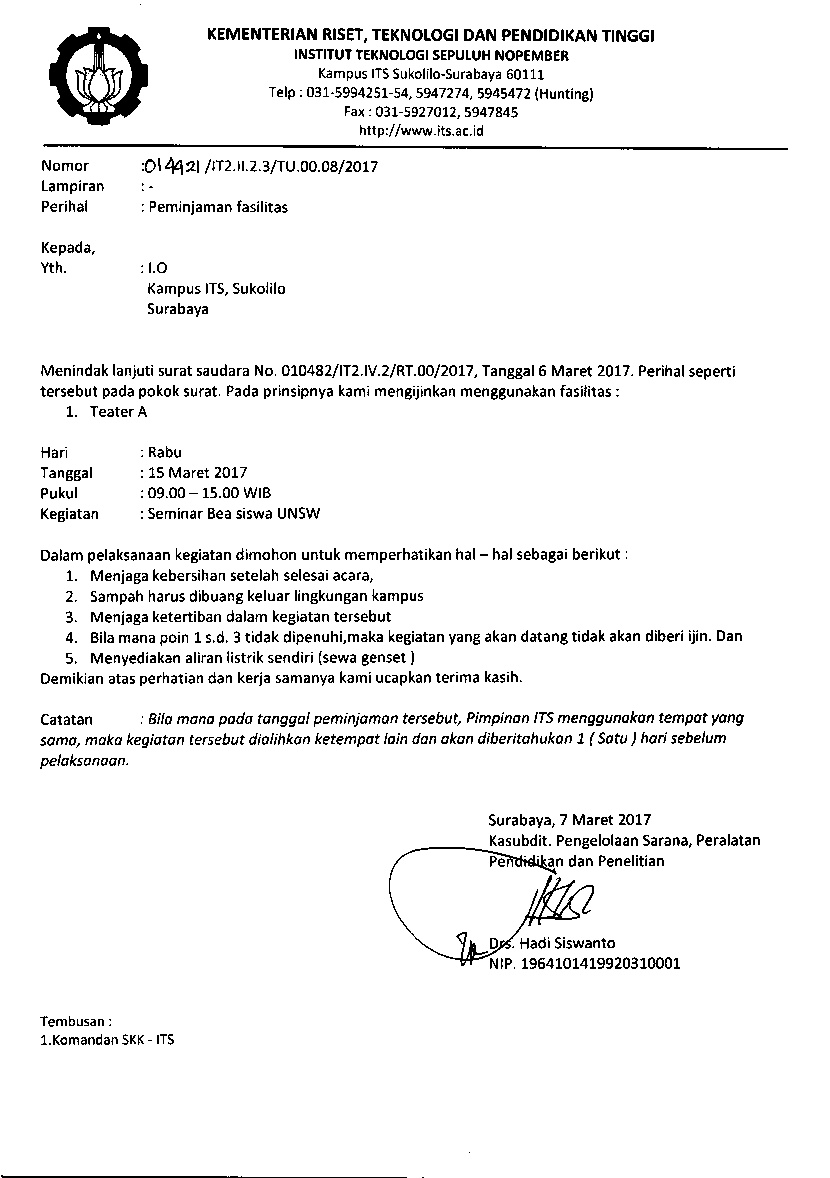 KEMENTERIAN RISET, TEKNOLOGI DAN PENDIDIKAN TINGGI
INSTITUT TEKNOLOGI SEPULUH NOPEMBER
Kampus ITS Sukolilo-Surabaya 60111
Telp : 031-5994251-54, 5947274, 5945472 (Hunting)
Fax : 031-5927012, 5947845
http://www.its.ac.id
Nomor :014421/IT2.II.2.3/TU.00.08/2017
Lampiran : -
Perihal : Peminjaman fasilitas
Kepada,
Yth. : I.O
Kampus ITS, Sukolilo
Surabaya
Menindak lanjuti surat saudara No. 010482/IT2.IV.2/RT.00/2017, Tanggal 6 Maret 2017. Perihal seperti
tersebut pada pokok surat. Pada prinsipnya kami mengijinkan menggunakan fasilitas :
1. Teater A
Hari : Rabu
Tanggal : 15 Maret 2017
Pukul : 09.00 – 15.00 WIB
Kegiatan : Seminar Bea siswa UNSW
Dalam pelaksanaan kegiatan dimohon untuk memperhatikan hal – hal sebagai berikut :
1. Menjaga kebersihan setelah selesai acara,
2. Sampah harus dibuang keluar lingkungan kampus
3. Menjaga ketertiban dalam kegiatan tersebut
4. Bila mana poin 1 s.d. 3 tidak dipenuhi,maka kegiatan yang akan datang tidak akan diberi ijin. Dan
5. Menyediakan aliran listrik sendiri (sewa genset )
Demikian atas perhatian dan kerja samanya kami ucapkan terima kasih.
Catatan : Bila mana pada tanggal peminjaman tersebut, Pimpinan ITS menggunakan tempat yang
sama, maka kegiatan tersebut dialihkan ketempat lain dan akan diberitahukan 1 ( Satu ) hari sebelum
pelaksanaan.
Surabaya, 7 Maret 2017
Kasubdit. Pengelolaan Sarana, Peralatan
Pendidikan dan Penelitian
Drs. Hadi Siswanto
NIP. 1964101419920310001
Tembusan :
1.Komandan SKK - ITS